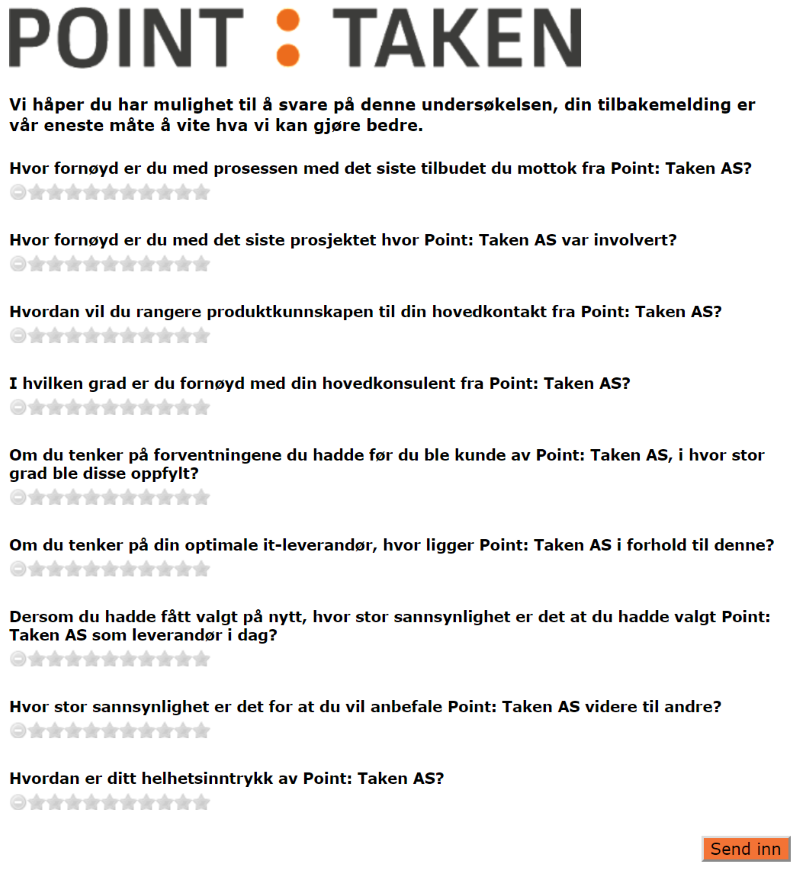 POINT : TAKEN
Vi håper du har mulighet til å svare på denne undersøkelsen, din tilbakemelding er
vår eneste måte å vite hva vi kan gjøre bedre.
Hvor fornøyd er du med prosessen med det siste tilbudet du mottok fra Point: Taken AS?
Hvor fornøyd er du med det siste prosjektet hvor Point: Taken AS var involvert?
Hvordan vil du rangere produktkunnskapen til din hovedkontakt fra Point: Taken AS?
I hvilken grad er du fornøyd med din hovedkonsulent fra Point: Taken AS?
Om du tenker på forventningene du hadde før du ble kunde av Point: Taken AS, i hvor stor
grad ble disse oppfylt?
Om du tenker på din optimale it-leverandør, hvor ligger Point: Taken AS i forhold til denne?
Dersom du hadde fått valgt på nytt, hvor stor sannsynlighet er det at du hadde valgt Point:
Taken AS som leverandør i dag?
Hvor stor sannsynlighet er det for at du vil anbefale Point: Taken AS videre til andre?
Hvordan er ditt helhetsinntrykk av Point: Taken AS?
Send inn